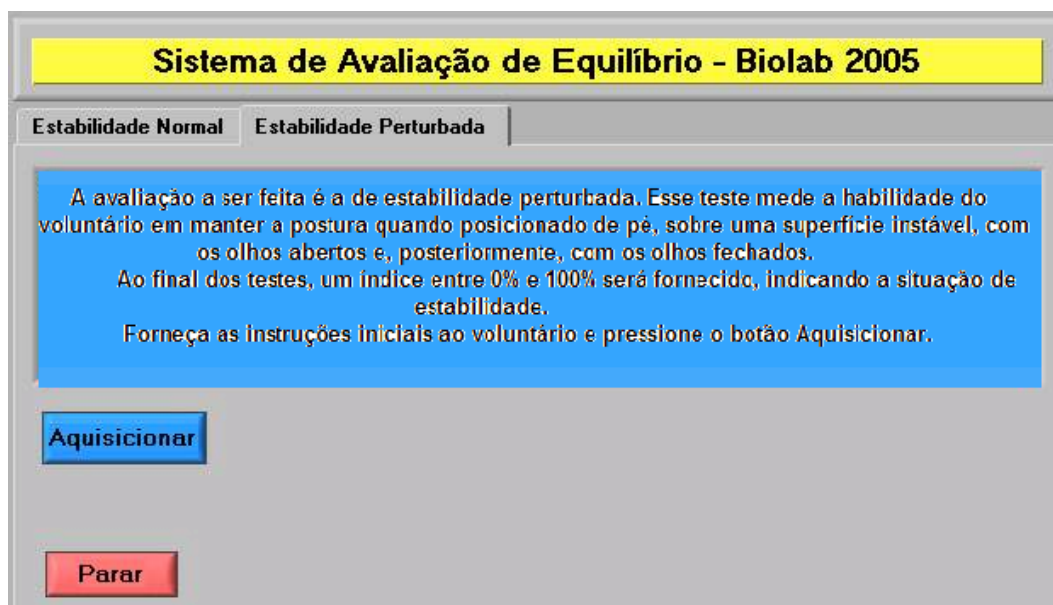 Sistema de Avaliação de Equilíbrio - Biolab 2005
Estabilidade Normal
Estabilidade Perturbada
A avaliação a ser feita é a de estabilidade perturbada. Esse teste mede a habilidade do
voluntário em manter a postura quando posicionado de pé, sobre uma superfície instável, com
os olhos abertos e, posteriormente, com os olhos fechados.
Ao final dos testes, um índice entre 0% e 100% será fornecido, indicando a situação de
estabilidade.
Forneça as instruções iniciais ao voluntário e pressione o botão Aquisicionar.
Aquisicionar
Parar